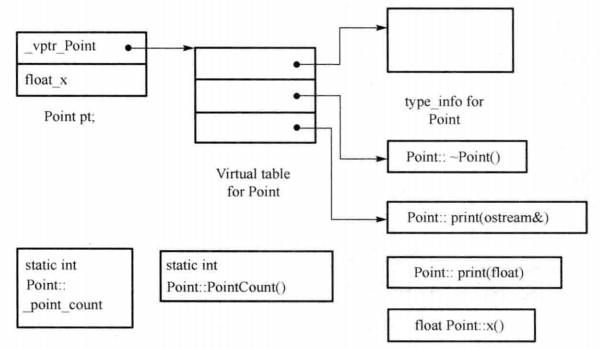 _vptr_Point
float_x
Point pt;
Virtual table
for Point
type_info for
Point
Point:: ~Point()
Point:: print(ostream&)
static int
Point::
_point_count
static int
Point::PointCount()
Point:: print(float)
float Point::x()